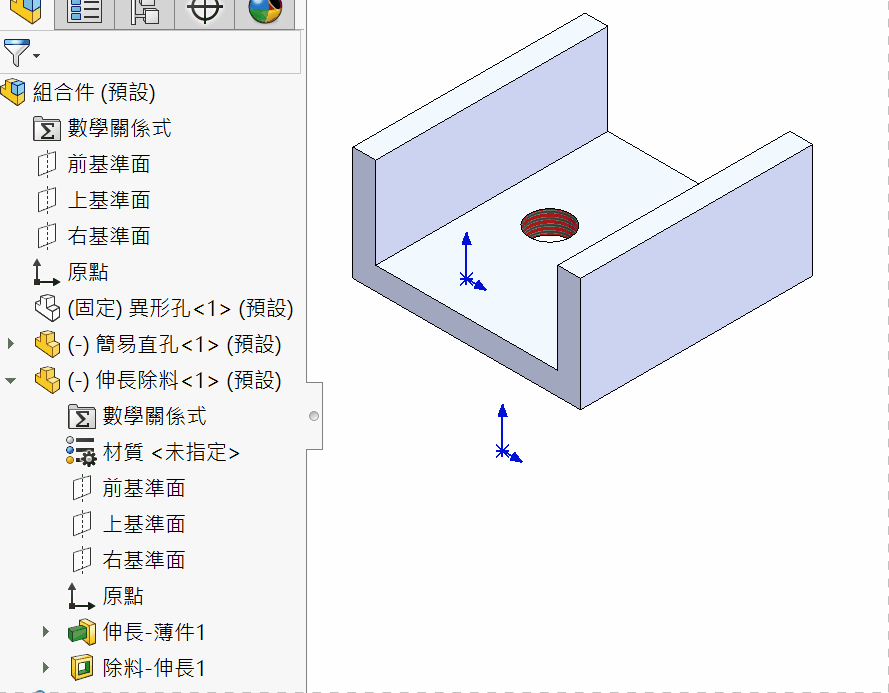 組合件 (預設)
數學關係式
前基準面
上基準面
右基準面
原點
(固定) 異形孔<1> (預設)
(-) 簡易直孔<1> (預設)
(-) 伸長除料<1> (預設)
數學關係式
材質 <未指定>
前基準面
上基準面
右基準面
原點
伸長-薄件1
除料-伸長1